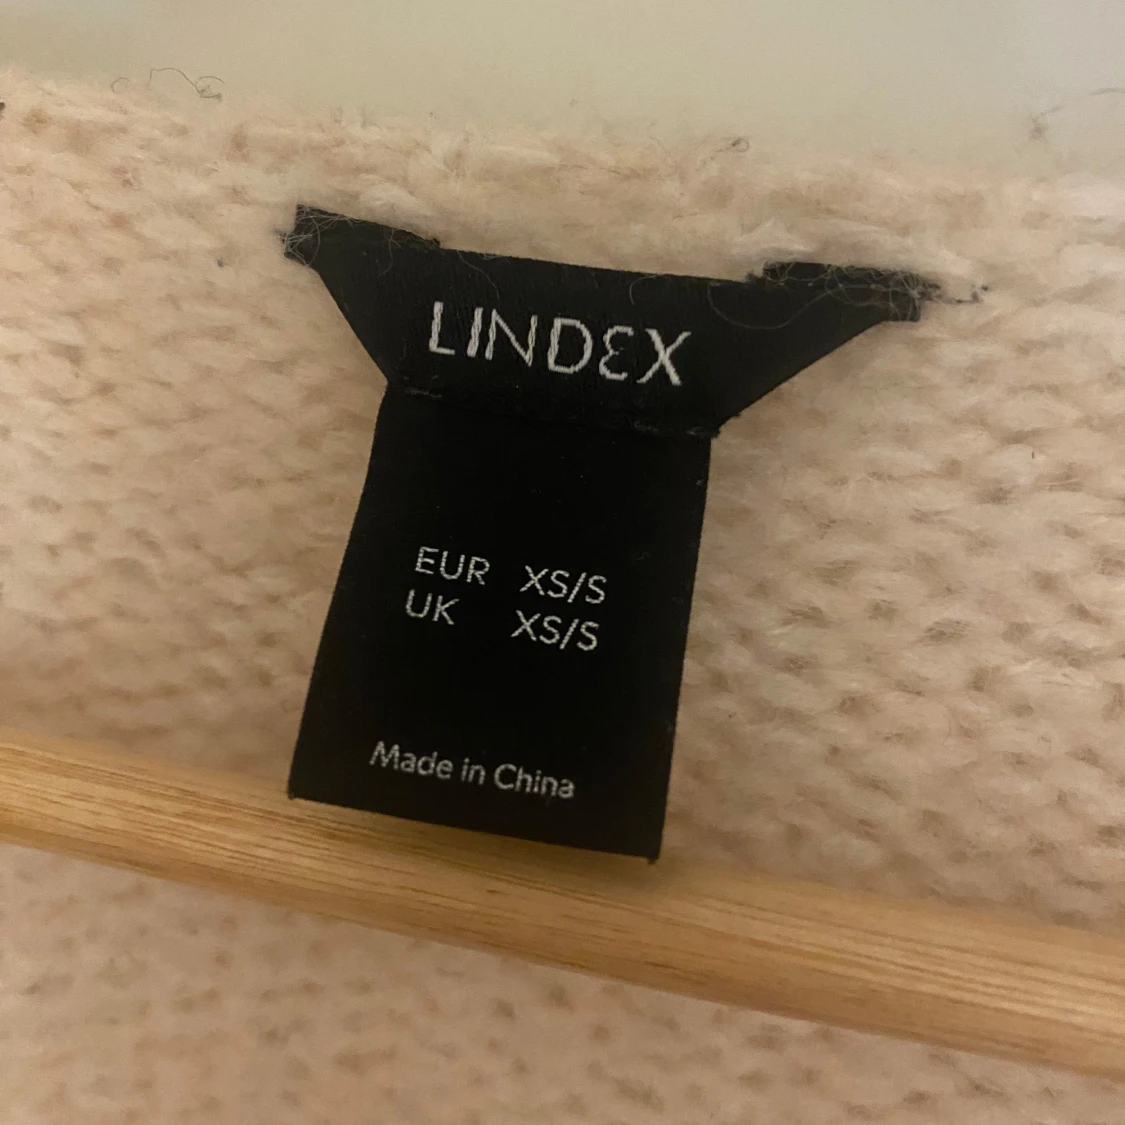 LINDEX
EUR XS/S
UK XS/S
Made in China